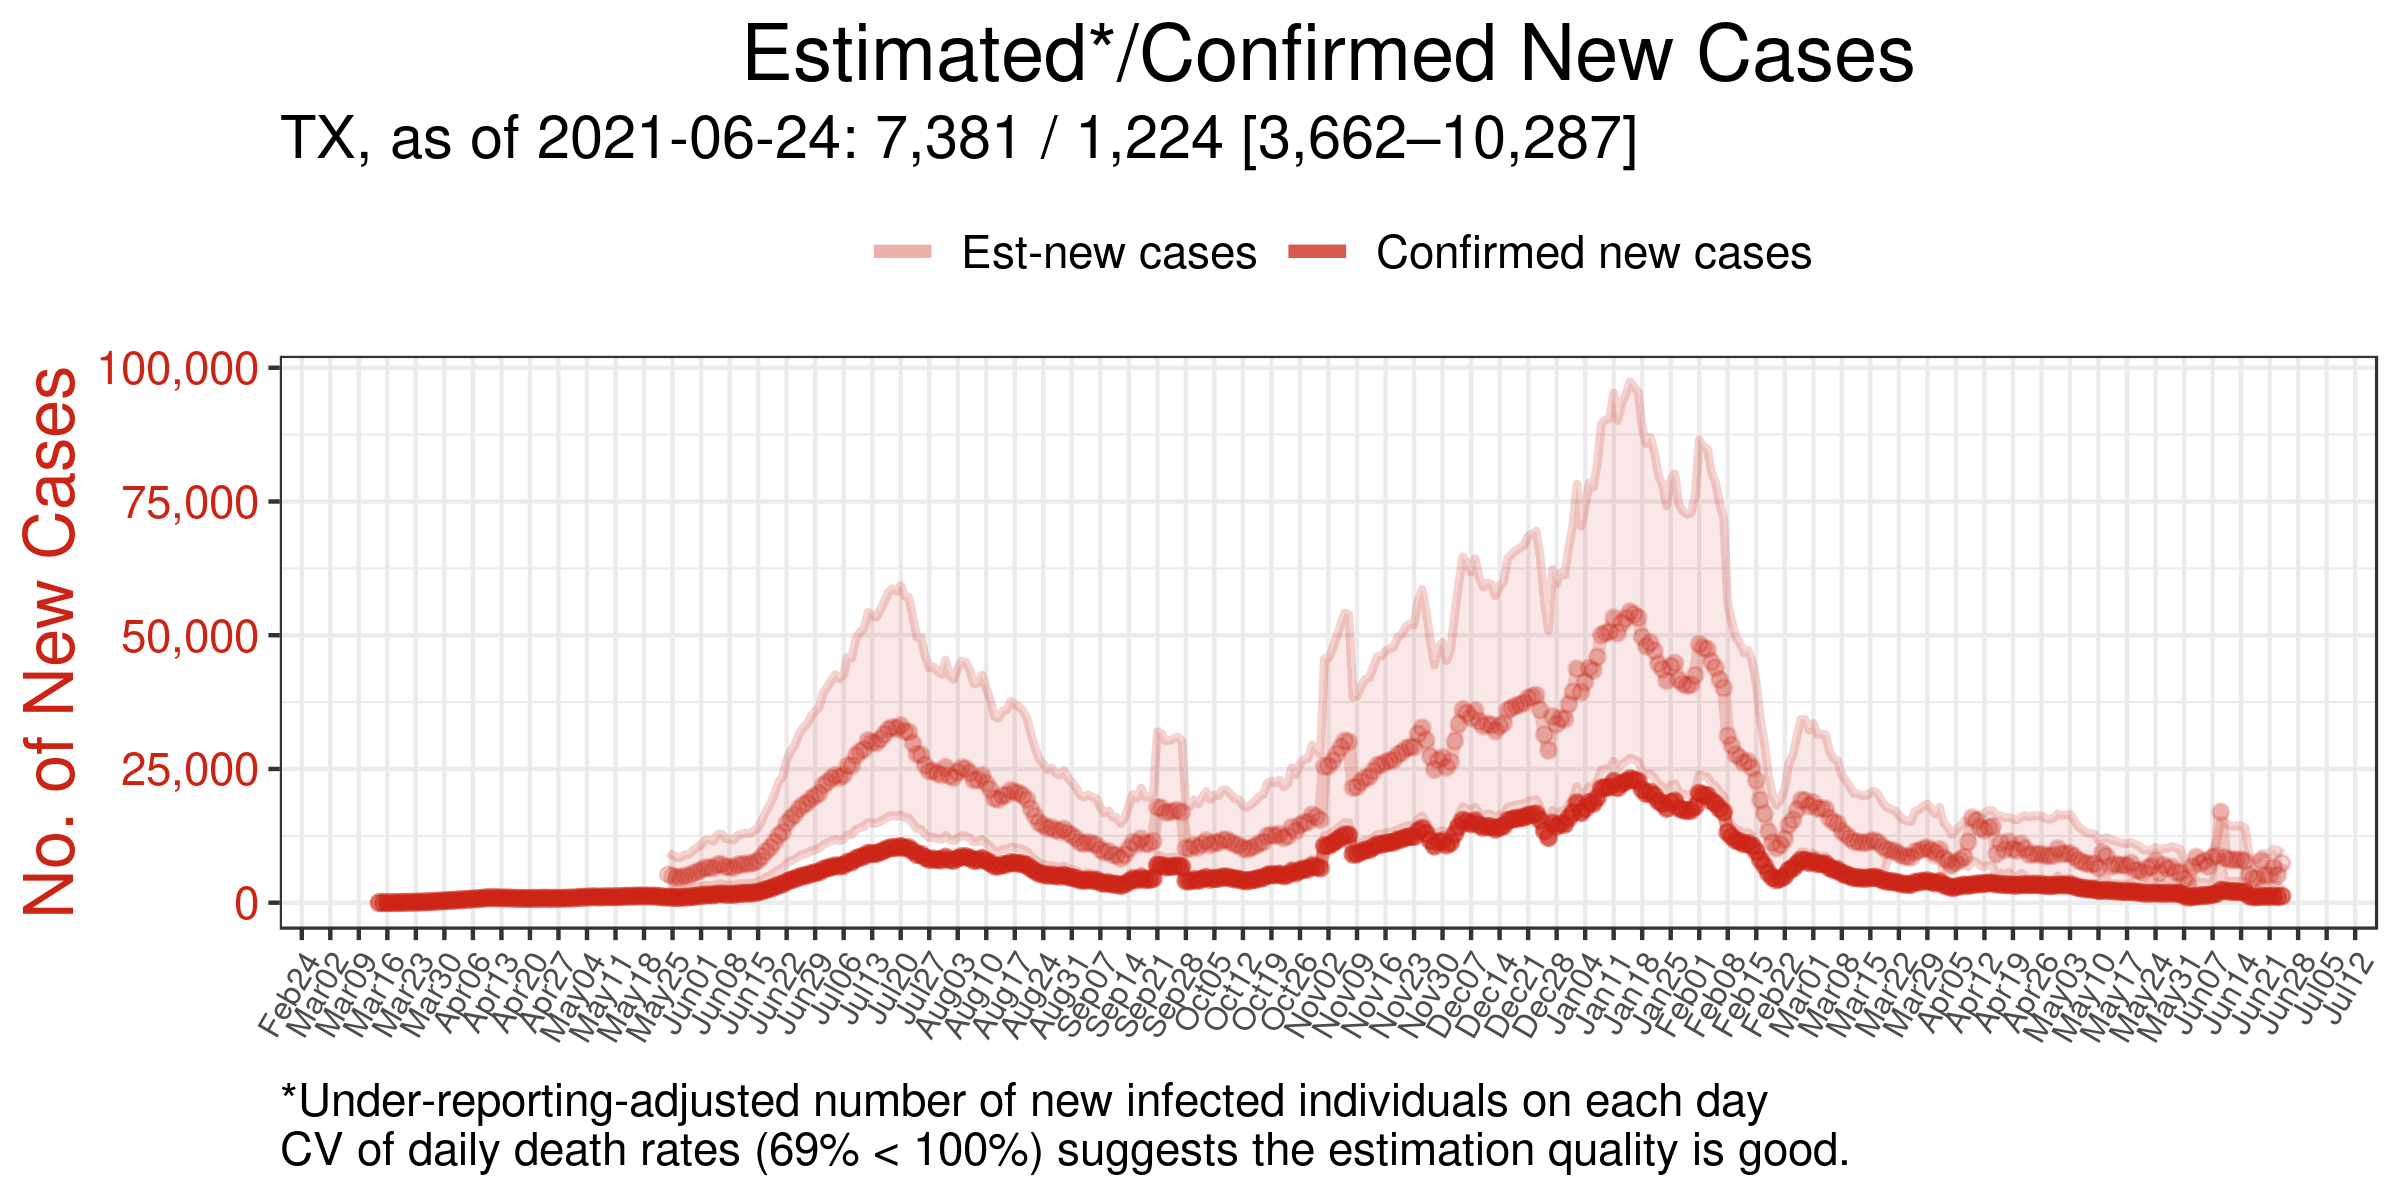 Estimated*/Confirmed New Cases
TX, as of 2021-06-24: 7,381 / 1,224 [3,662–10,287]
Est-new cases
Confirmed new cases
No. of New Cases
100,000
75,000
50,000
25,000
0
Feb24
Mar02
Mar09
Mar16
Mar23
Mar30
Apr06
Apr13
Apr20
Apr27
May04
May11
May18
May25
Jun01
Jun08
Jun15
Jun22
Jun29
Jul06
Jul13
Jul20
Jul27
Aug03
Aug10
Aug17
Aug24
Aug31
Sep07
Sep14
Sep21
Sep28
Oct05
Oct12
Oct19
Oct26
Nov02
Nov09
Nov16
Nov23
Nov30
Dec07
Dec14
Dec21
Dec28
Jan04
Jan11
Jan18
Jan25
Feb01
Feb08
Feb15
Feb22
Mar01
Mar08
Mar15
Mar22
Mar29
Apr05
Apr12
Apr19
Apr26
May03
May10
May17
May24
May31
Jun07
Jun14
Jun21
Jun28
Jul05
Jul12
*Under-reporting-adjusted number of new infected individuals on each day
CV of daily death rates (69% < 100%) suggests the estimation quality is good.